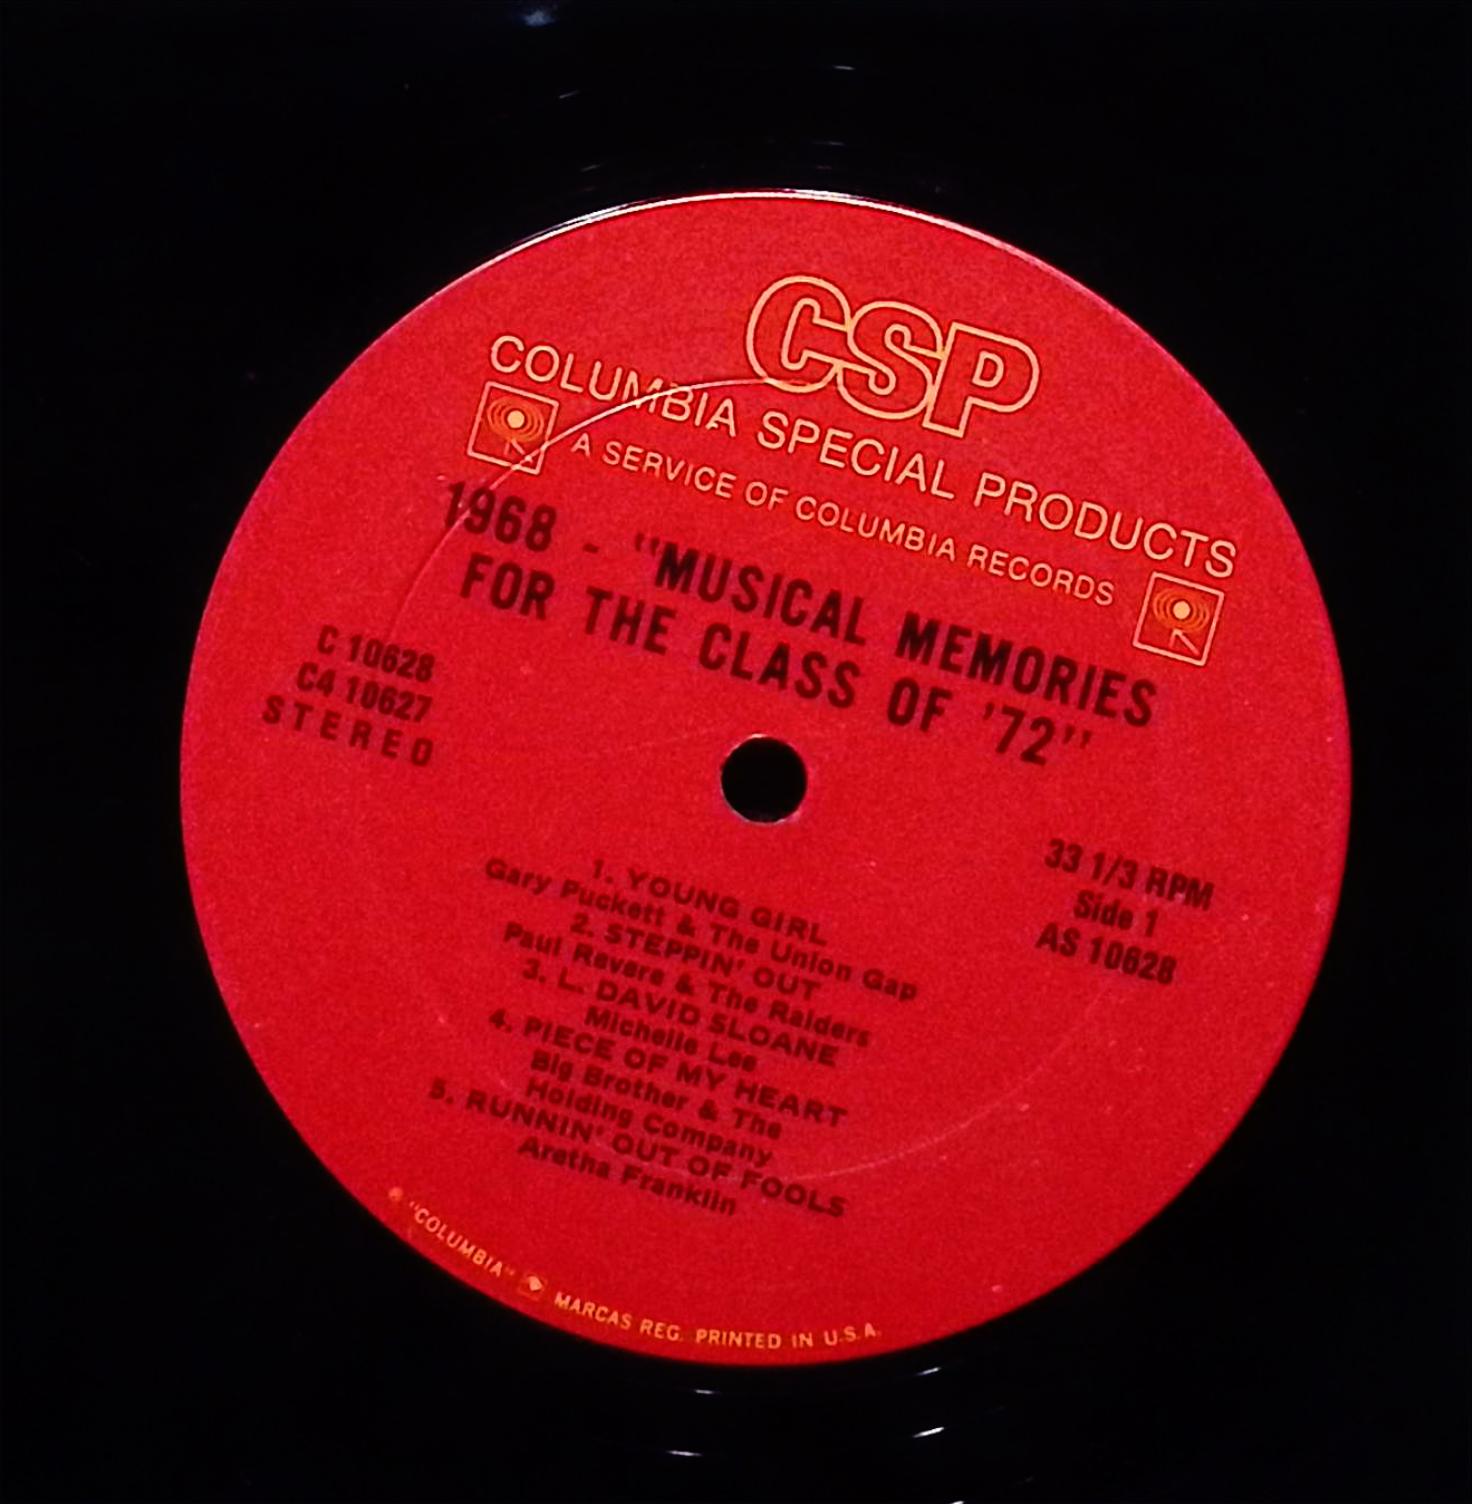 CSP
COLUMBIA SPECIAL PRODUCTS
A SERVICE OF COLUMBIA RECORDS
1968 - "MUSICAL MEMORIES
FOR THE CLASS OF '72"
C 10628
C4 10627
STEREO
33 1/3 RPM
Side 1
AS 10628
1. YOUNG GIRL
Gary Puckett & The Union Gap
2. STEPPIN' OUT
Paul Revere & The Raiders
3. L. DAVID SLOANE
Michelle Lee
4. PIECE OF MY HEART
Big Brother & The
Holding Company
5. RUNNIN' OUT OF FOOLS
Aretha Franklin
® "COLUMBIA" MARCAS REG. PRINTED IN U.S.A.